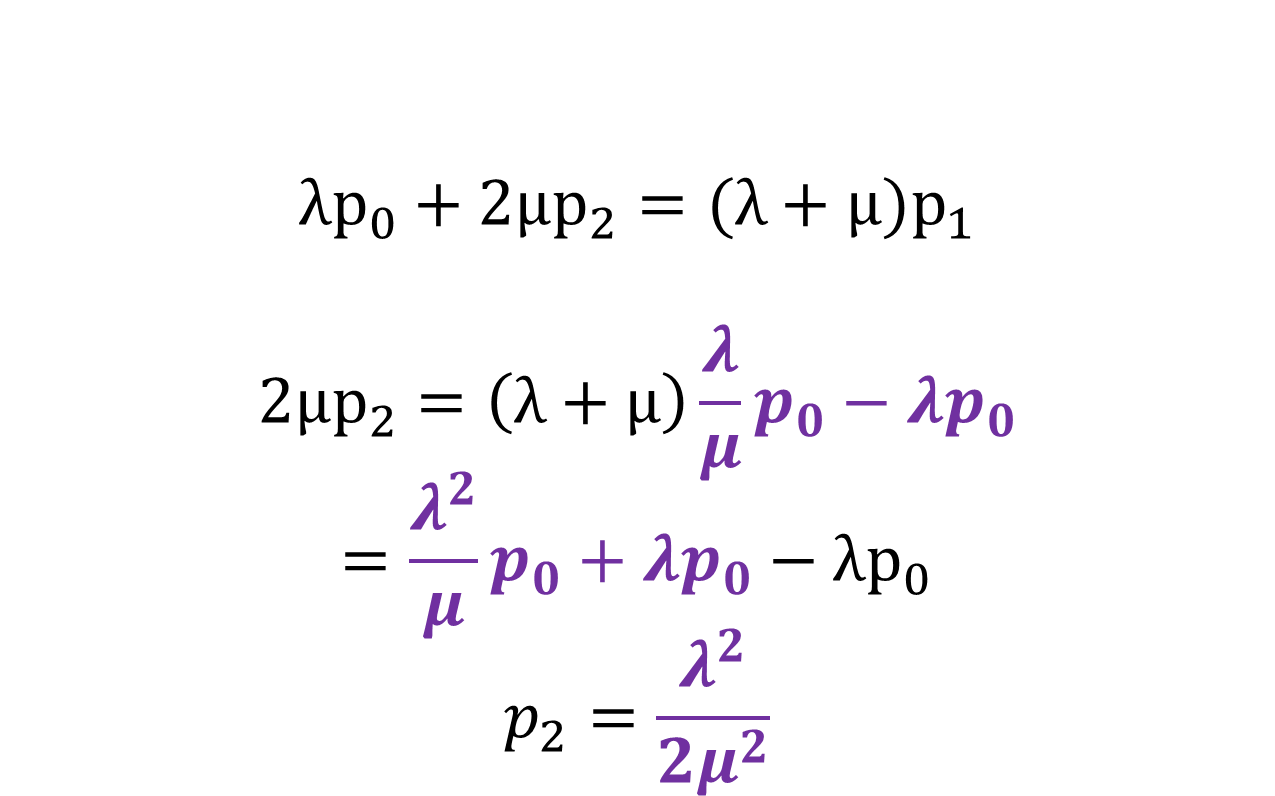 λp₀ + 2μp₂ = (λ + μ)p₁
2μp₂ = (λ + μ) λ/μ p₀ − λp₀
= λ²/μ p₀ + λp₀ − λp₀
p₂ = λ²/2μ²